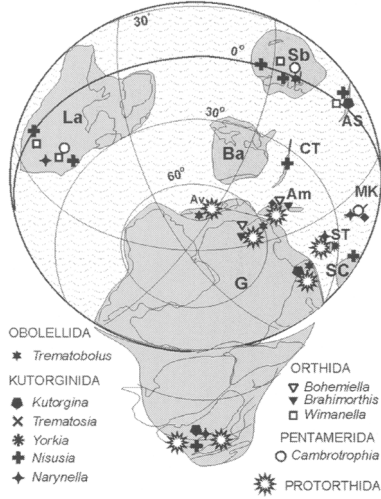 30°
0°
Sb
La
AS
30°
Ba
CT
60°
Av
Am
MK
ST
G
SC
OBOLELLIDA
Trematobolus
KUTORGINIDA
Kutorgina
Trematosia
Yorkia
Nisusia
Narynella
ORTHIDA
Bohemiella
Brahimorthis
Wimanella
PENTAMERIDA
Cambrotrophia
PROTORTHIDA